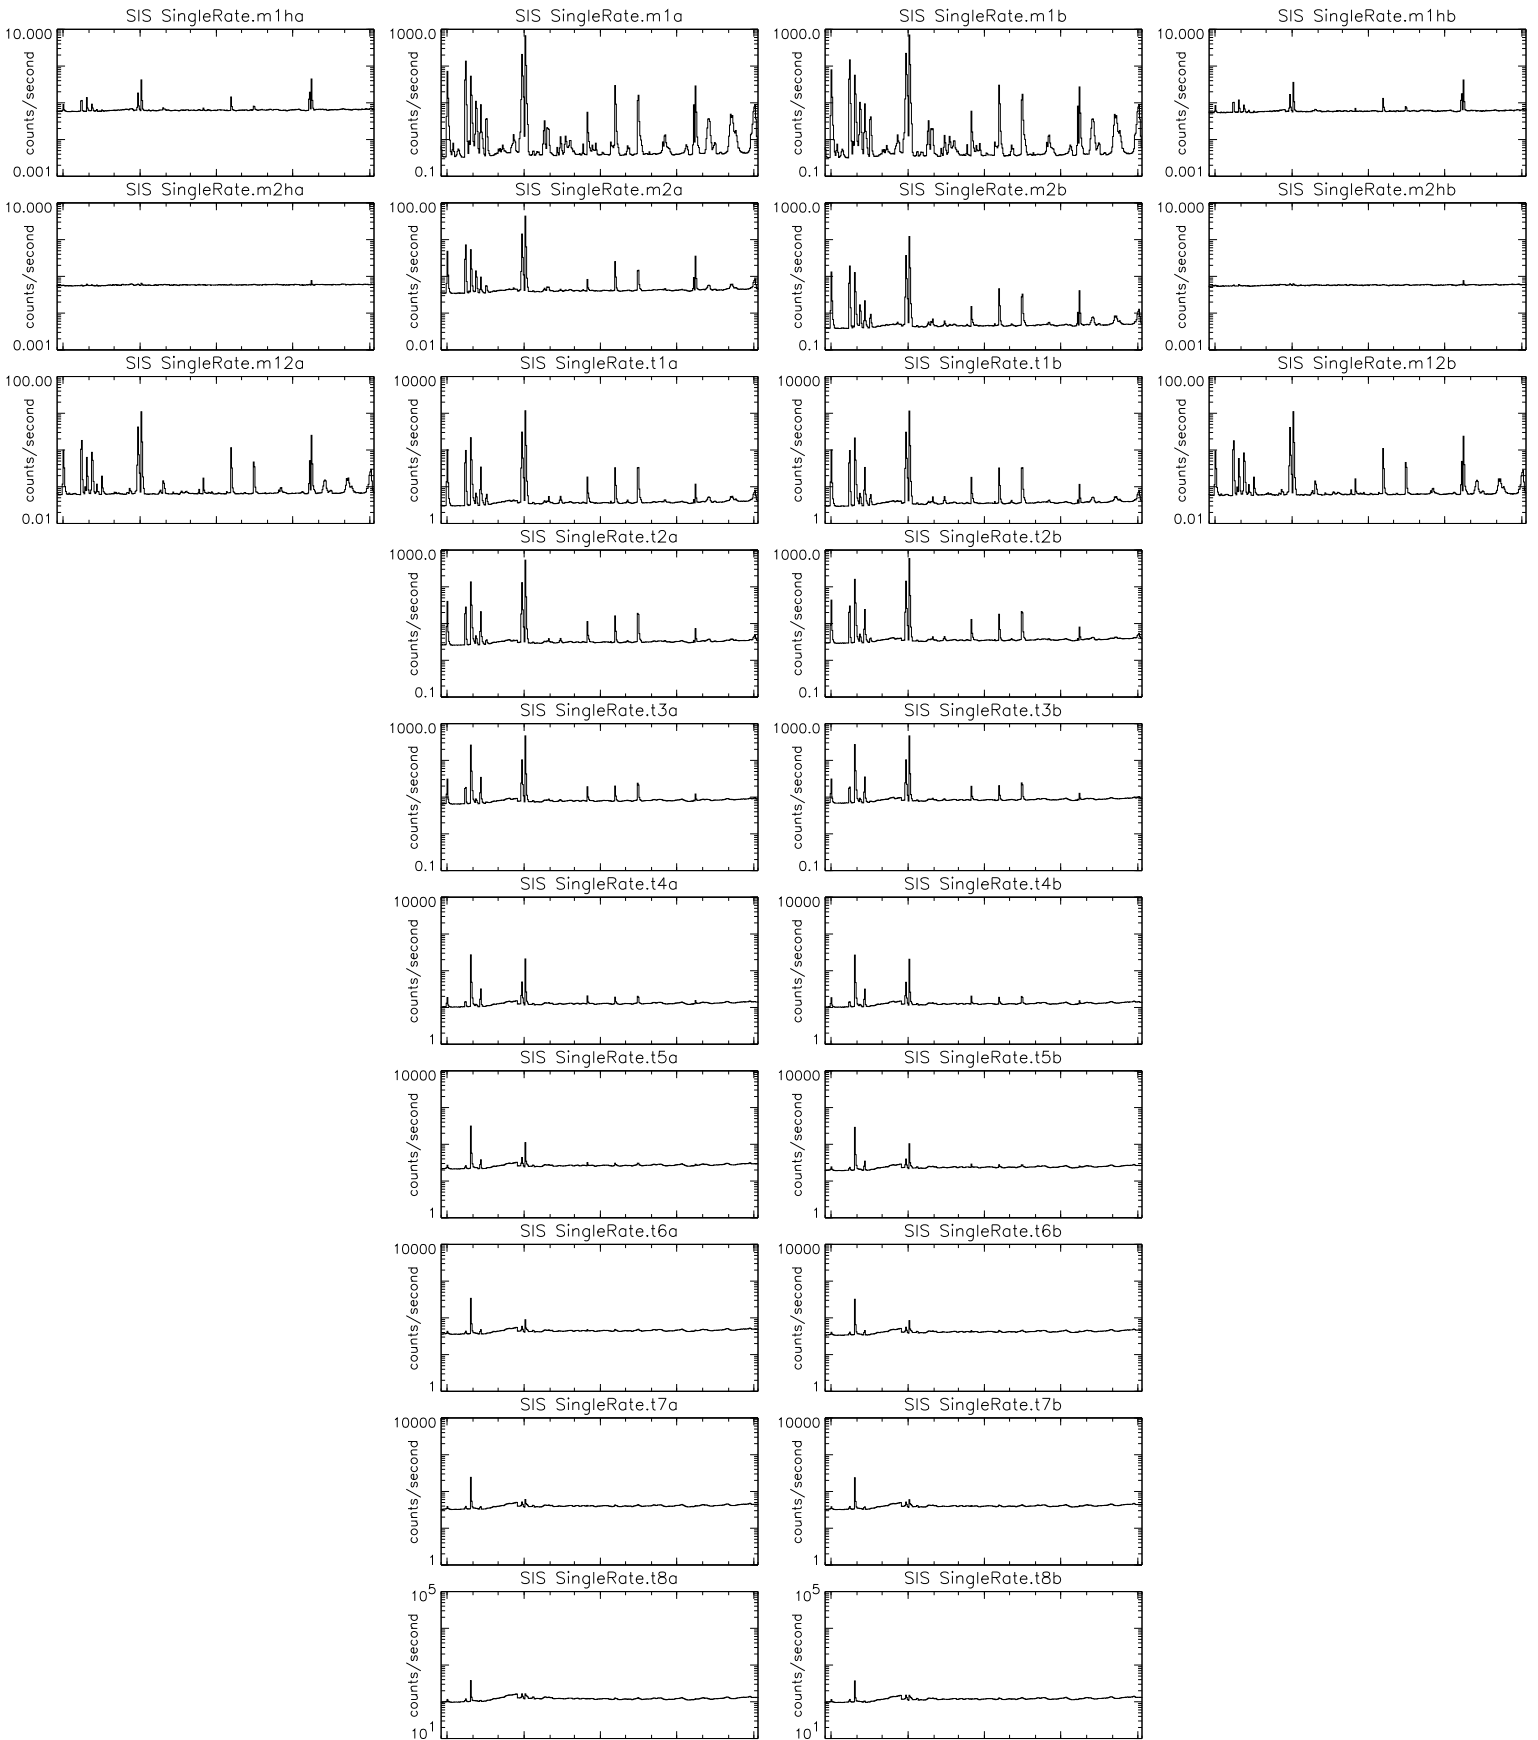 SIS SingleRate.m1ha
10.000
counts/second
0.001
SIS SingleRate.m1a
1000.0
counts/second
0.1
SIS SingleRate.m1b
1000.0
counts/second
0.1
SIS SingleRate.m1hb
10.000
counts/second
0.001
SIS SingleRate.m2ha
10.000
counts/second
0.001
SIS SingleRate.m2a
100.00
counts/second
0.01
SIS SingleRate.m2b
1000.0
counts/second
0.1
SIS SingleRate.m2hb
10.000
counts/second
0.001
SIS SingleRate.m12a
100.00
counts/second
0.01
SIS SingleRate.t1a
10000
counts/second
1
SIS SingleRate.t1b
10000
counts/second
1
SIS SingleRate.m12b
100.00
counts/second
0.01
SIS SingleRate.t2a
1000.0
counts/second
0.1
SIS SingleRate.t2b
1000.0
counts/second
0.1
SIS SingleRate.t3a
1000.0
counts/second
0.1
SIS SingleRate.t3b
1000.0
counts/second
0.1
SIS SingleRate.t4a
10000
counts/second
1
SIS SingleRate.t4b
10000
counts/second
1
SIS SingleRate.t5a
10000
counts/second
1
SIS SingleRate.t5b
10000
counts/second
1
SIS SingleRate.t6a
10000
counts/second
1
SIS SingleRate.t6b
10000
counts/second
1
SIS SingleRate.t7a
10000
counts/second
1
SIS SingleRate.t7b
10000
counts/second
1
SIS SingleRate.t8a
10^5
counts/second
10^1
SIS SingleRate.t8b
10^5
counts/second
10^1